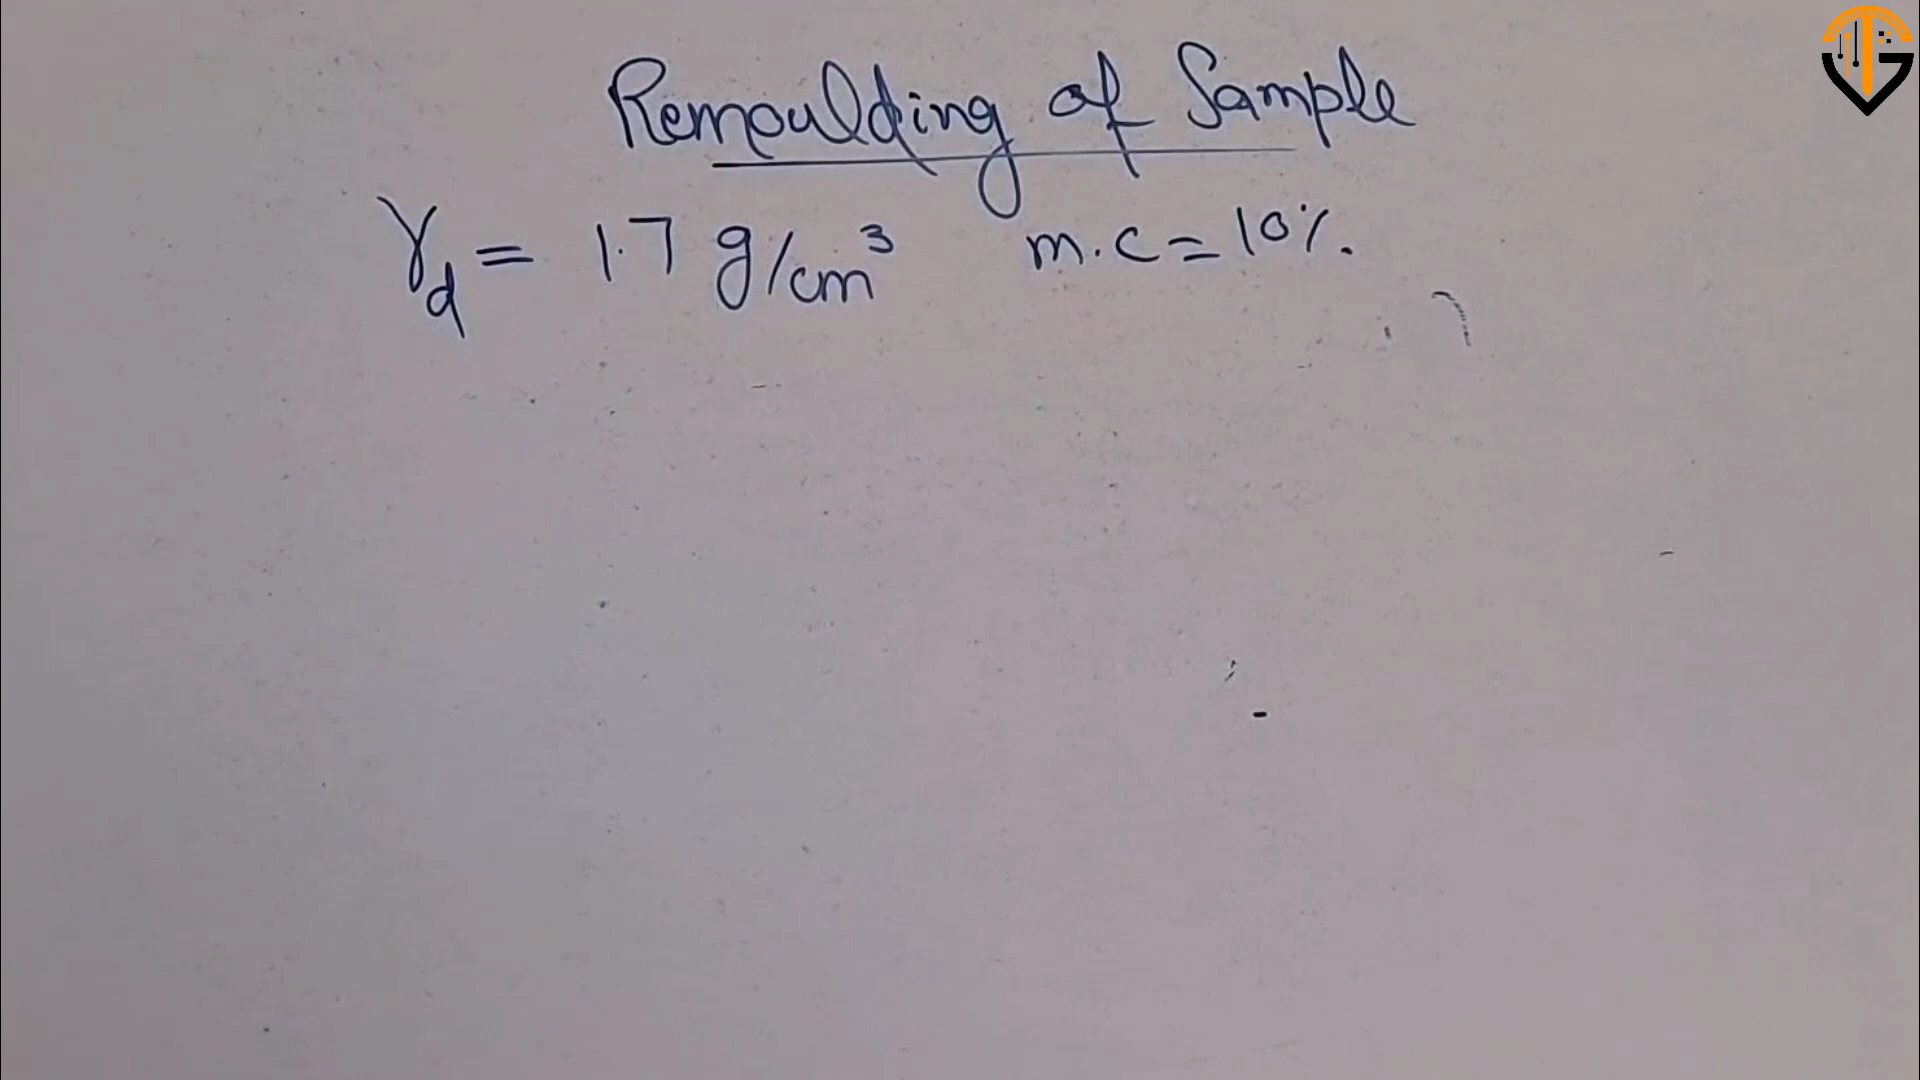 Remoulding of Sample
γd = 1.7 g/cm³ m.c = 10%.